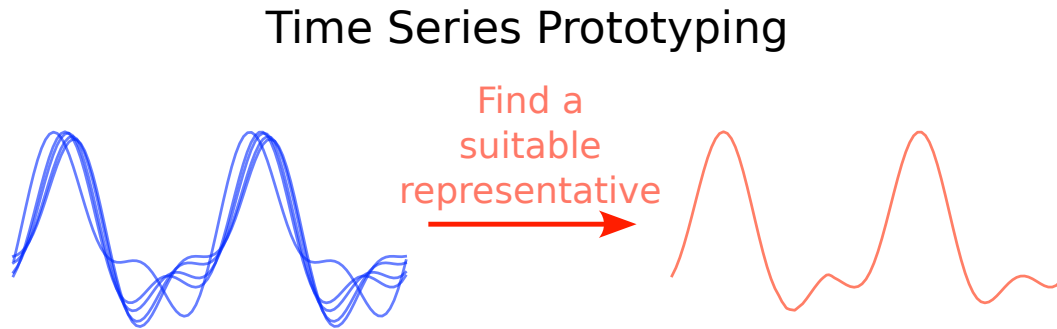 Time Series Prototyping
Find a
suitable
representative